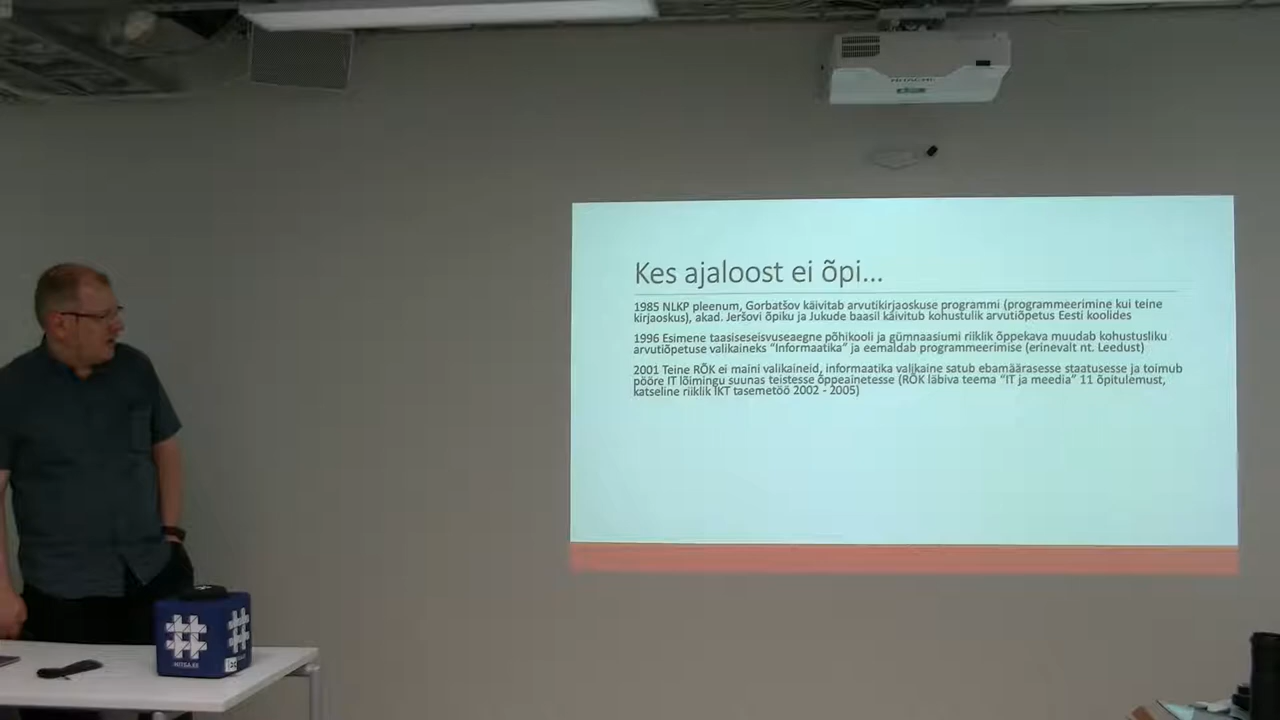 HITACHI
Kes ajaloost ei õpi...
1985 NLKP pleenum, Gorbatšov käivitab arvutikirjaoskuse programmi (programmeerimine kui teine
kirjaoskus), akad. Jeršovi õpiku ja Jukude baasil käivitub kohustulik arvutiõpetus Eesti koolides
1996 Esimene taasiseseisvuseaegne põhikooli ja gümnaasiumi riiklik õppekava muudab kohustusliku
arvutiõpetuse valikaineks "Informaatika" ja eemaldab programmeerimise (erinevalt nt. Leedust)
2001 Teine RÕK ei maini valikaineid, informaatika valikaine satub ebamäärasesse staatusesse ja toimub
pööre IT lõimingu suunas teistesse õppeainetesse (RÕK läbiva teema "IT ja meedia" 11 õpitulemust,
katseline riiklik IKT tasemetöö 2002 - 2005)
HITSA.EE